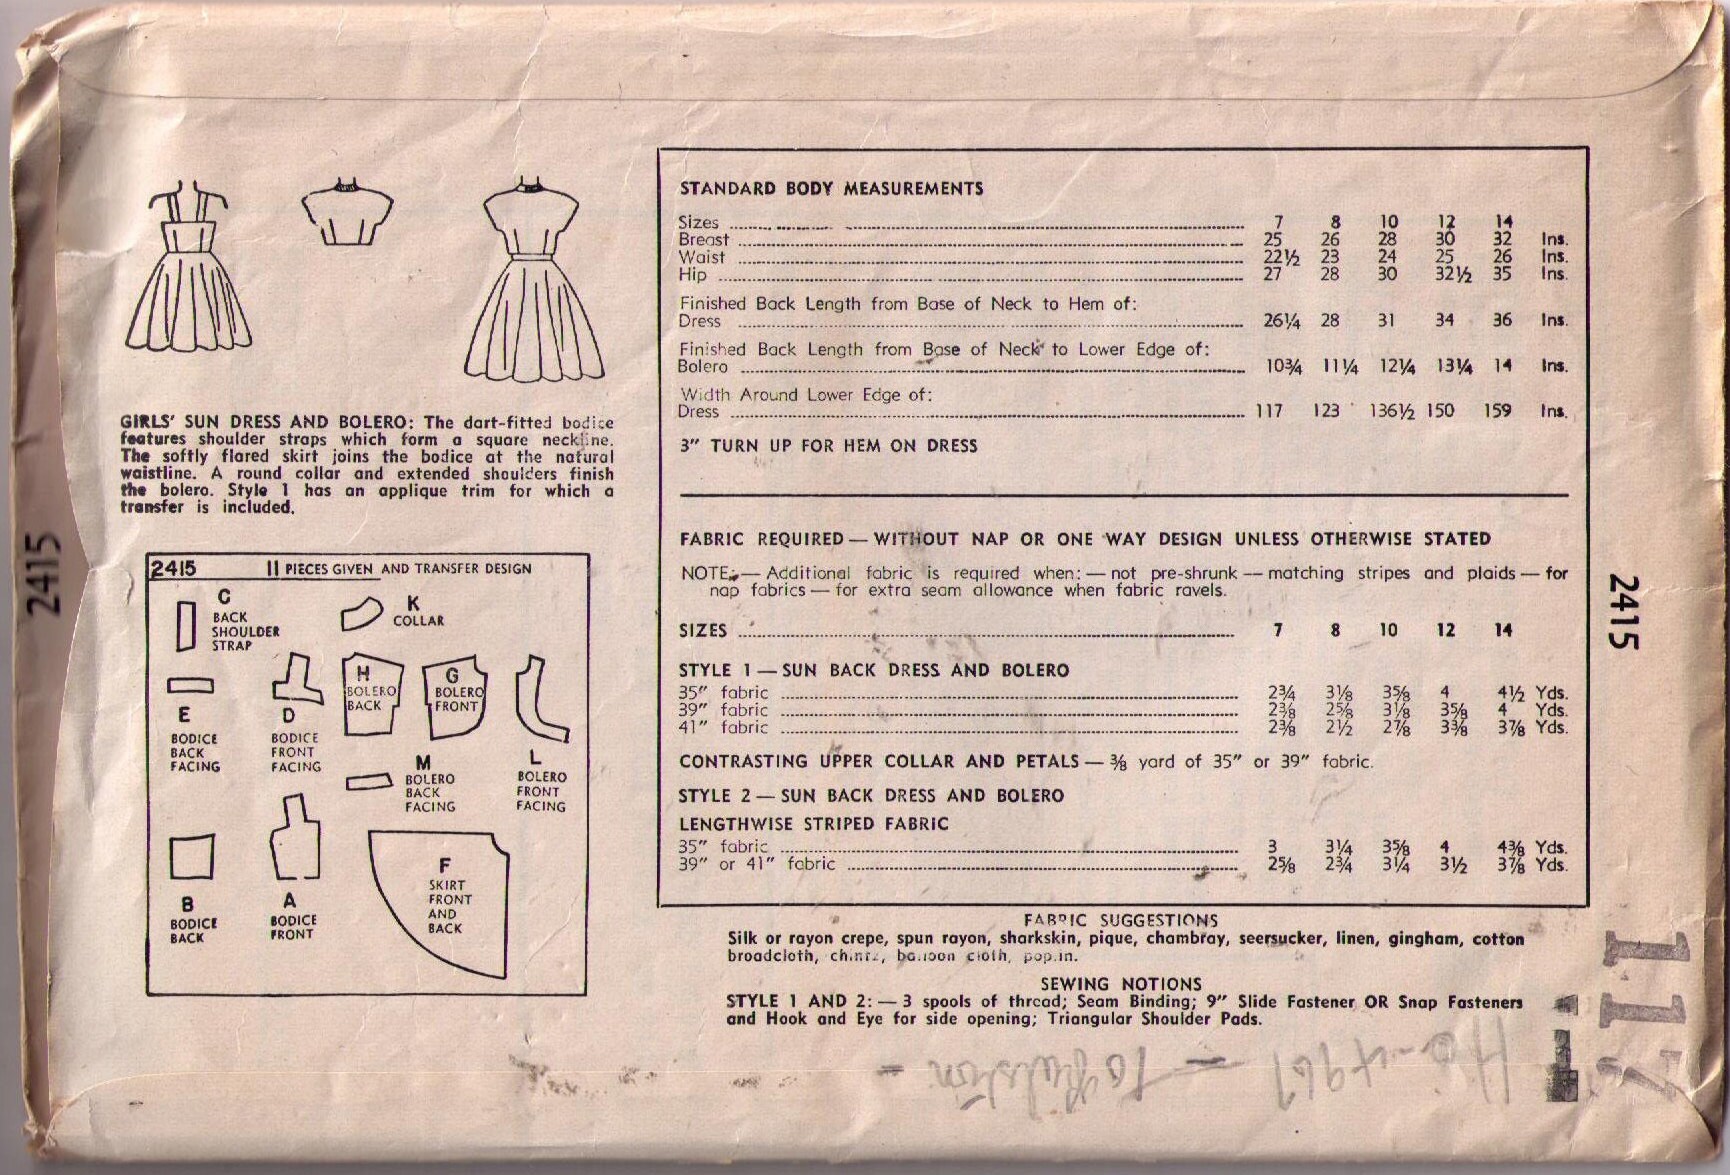 GIRLS' SUN DRESS AND BOLERO: The dart-fitted bodice
features shoulder straps which form a square neckline.
The softly flared skirt joins the bodice at the natural
waistline. A round collar and extended shoulders finish
the bolero. Style 1 has an applique trim for which a
transfer is included.
2415 11 PIECES GIVEN AND TRANSFER DESIGN
C
BACK
SHOULDER
STRAP
K
COLLAR
E
BODICE
BACK
FACING
D
BODICE
FRONT
FACING
H
BOLERO
BACK
G
BOLERO
FRONT
L
BOLERO
FRONT
FACING
M
BOLERO
BACK
FACING
B
BODICE
BACK
A
BODICE
FRONT
F
SKIRT
FRONT
AND
BACK
STANDARD BODY MEASUREMENTS
Sizes 7 8 10 12 14
Breast 25 26 28 30 32 Ins.
Waist 22½ 23 24 25 26 Ins.
Hip 27 28 30 32½ 35 Ins.
Finished Back Length from Base of Neck to Hem of:
Dress 26¼ 28 31 34 36 Ins.
Finished Back Length from Base of Neck to Lower Edge of:
Bolero 10¾ 11¼ 12¼ 13¼ 14 Ins.
Width Around Lower Edge of:
Dress 117 123 136½ 150 159 Ins.
3" TURN UP FOR HEM ON DRESS
FABRIC REQUIRED — WITHOUT NAP OR ONE WAY DESIGN UNLESS OTHERWISE STATED
NOTE: — Additional fabric is required when: — not pre-shrunk — matching stripes and plaids — for
nap fabrics — for extra seam allowance when fabric ravels.
SIZES 7 8 10 12 14
STYLE 1 — SUN BACK DRESS AND BOLERO
35" fabric 2¾ 3⅛ 3⅝ 4 4½ Yds.
39" fabric 2⅜ 2⅝ 3⅛ 3⅝ 4 Yds.
41" fabric 2⅜ 2½ 2⅞ 3⅜ 3⅞ Yds.
CONTRASTING UPPER COLLAR AND PETALS — ⅜ yard of 35" or 39" fabric.
STYLE 2 — SUN BACK DRESS AND BOLERO
LENGTHWISE STRIPED FABRIC
35" fabric 3 3¼ 3⅝ 4 4⅜ Yds.
39" or 41" fabric 2⅝ 2¾ 3¼ 3½ 3⅞ Yds.
FABRIC SUGGESTIONS
Silk or rayon crepe, spun rayon, sharkskin, pique, chambray, seersucker, linen, gingham, cotton
broadcloth, chintz, balloon cloth, poplin.
SEWING NOTIONS
STYLE 1 AND 2: — 3 spools of thread; Seam Binding; 9" Slide Fastener OR Snap Fasteners
and Hook and Eye for side opening; Triangular Shoulder Pads.
2415
2415
Ho-4967 — To